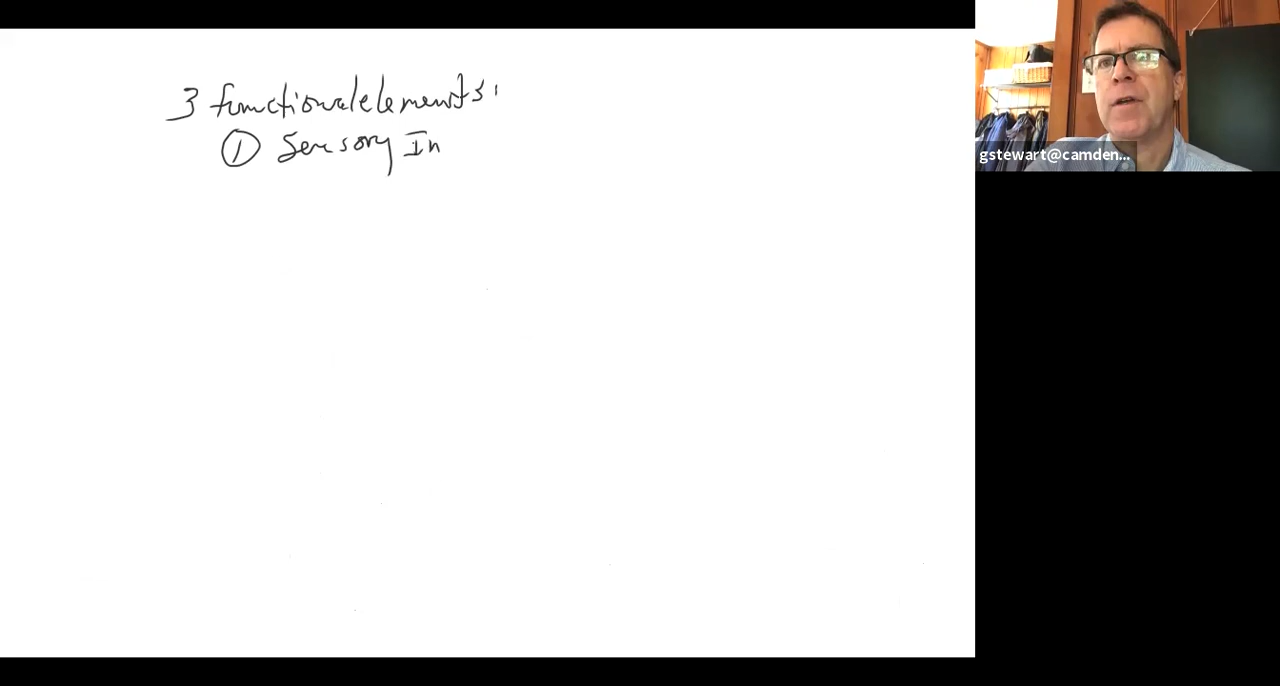 3 functional elements:
① Sensory In
gstewart@camden...